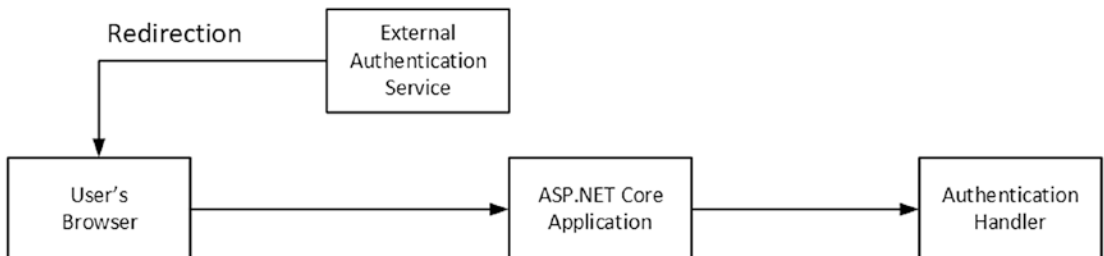 Redirection
External
Authentication
Service
User's
Browser
ASP.NET Core
Application
Authentication
Handler